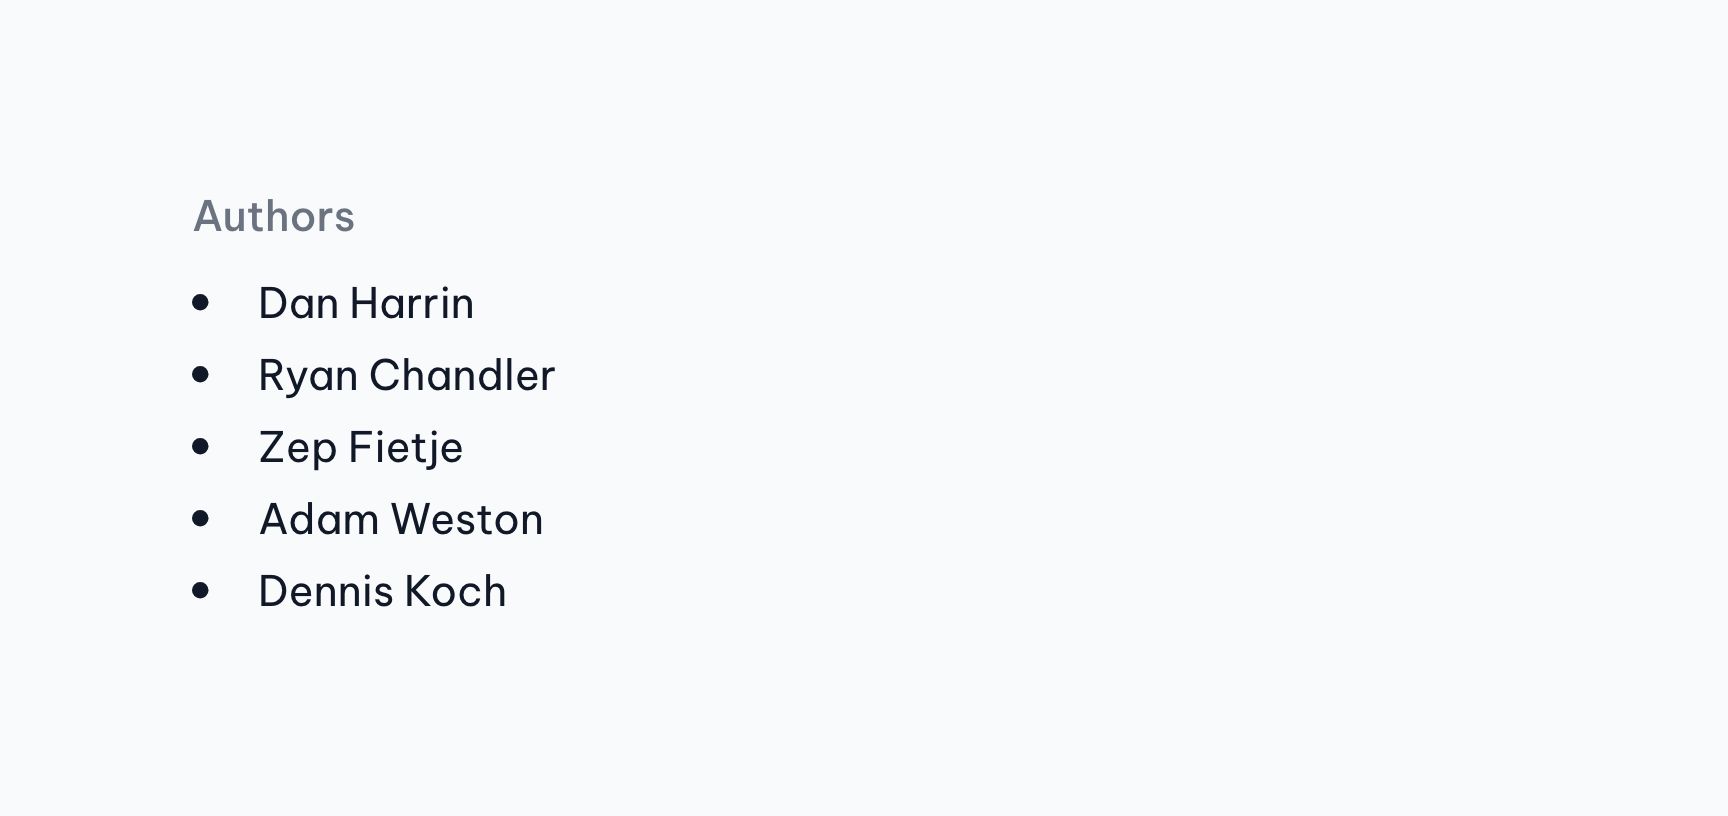 Authors
• Dan Harrin
• Ryan Chandler
• Zep Fietje
• Adam Weston
• Dennis Koch